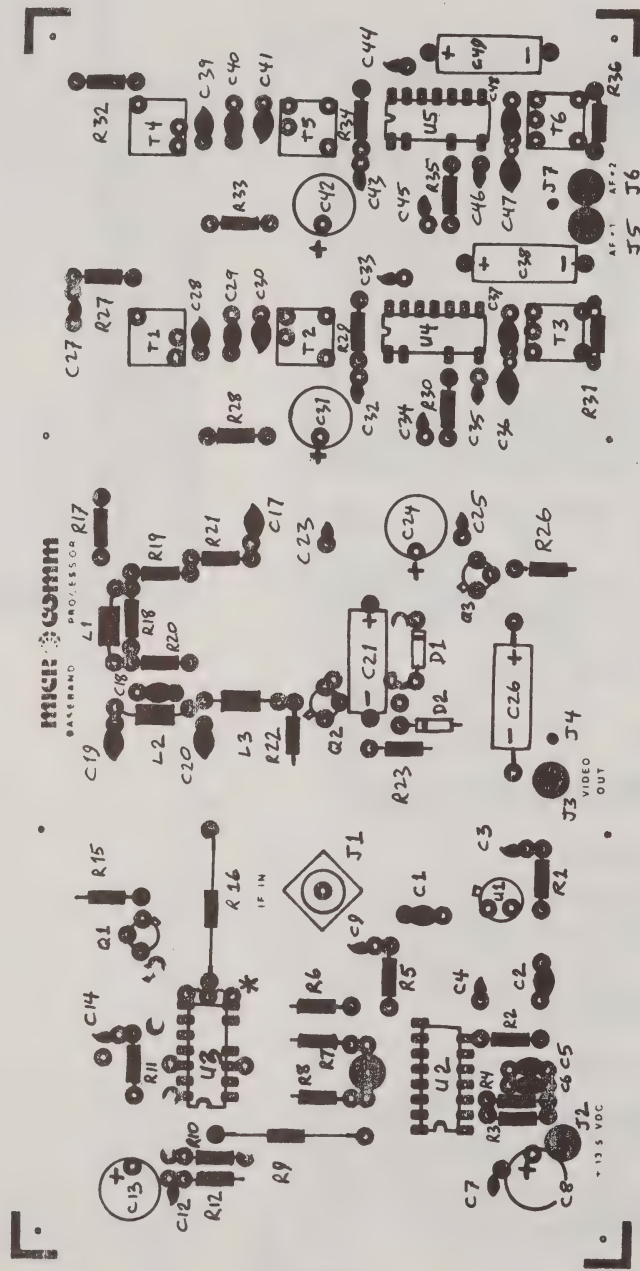 MICROCOMM
BASEBAND PROCESSOR
C13
C12
R10
R12
R9
C14
R11
U3
*
Q1
R15
R16
IF IN
J1
R8
R7
R6
C9
R5
C1
U2
C4
C2
R2
R4
R3
C5
C6
C7
C8
J2
+ 13.5 VDC
U1
C3
R1
C19
C18
L1
R17
R18
R19
R20
R21
L2
C20
L3
R22
C17
C23
Q2
C21
D1
D2
R23
C24
C25
Q3
R26
C26
J3
J4
VIDEO
OUT
C27
R27
T1
C28
C29
C30
R28
T2
C31
C32
R29
C33
C34
R30
U4
C35
C36
C37
C38
T3
R31
R32
T4
C39
C40
C41
R33
T5
C42
C43
R34
C44
C45
R35
U5
C46
C47
C48
C49
T6
R36
J7
J5
AF-1
J6
AF-2